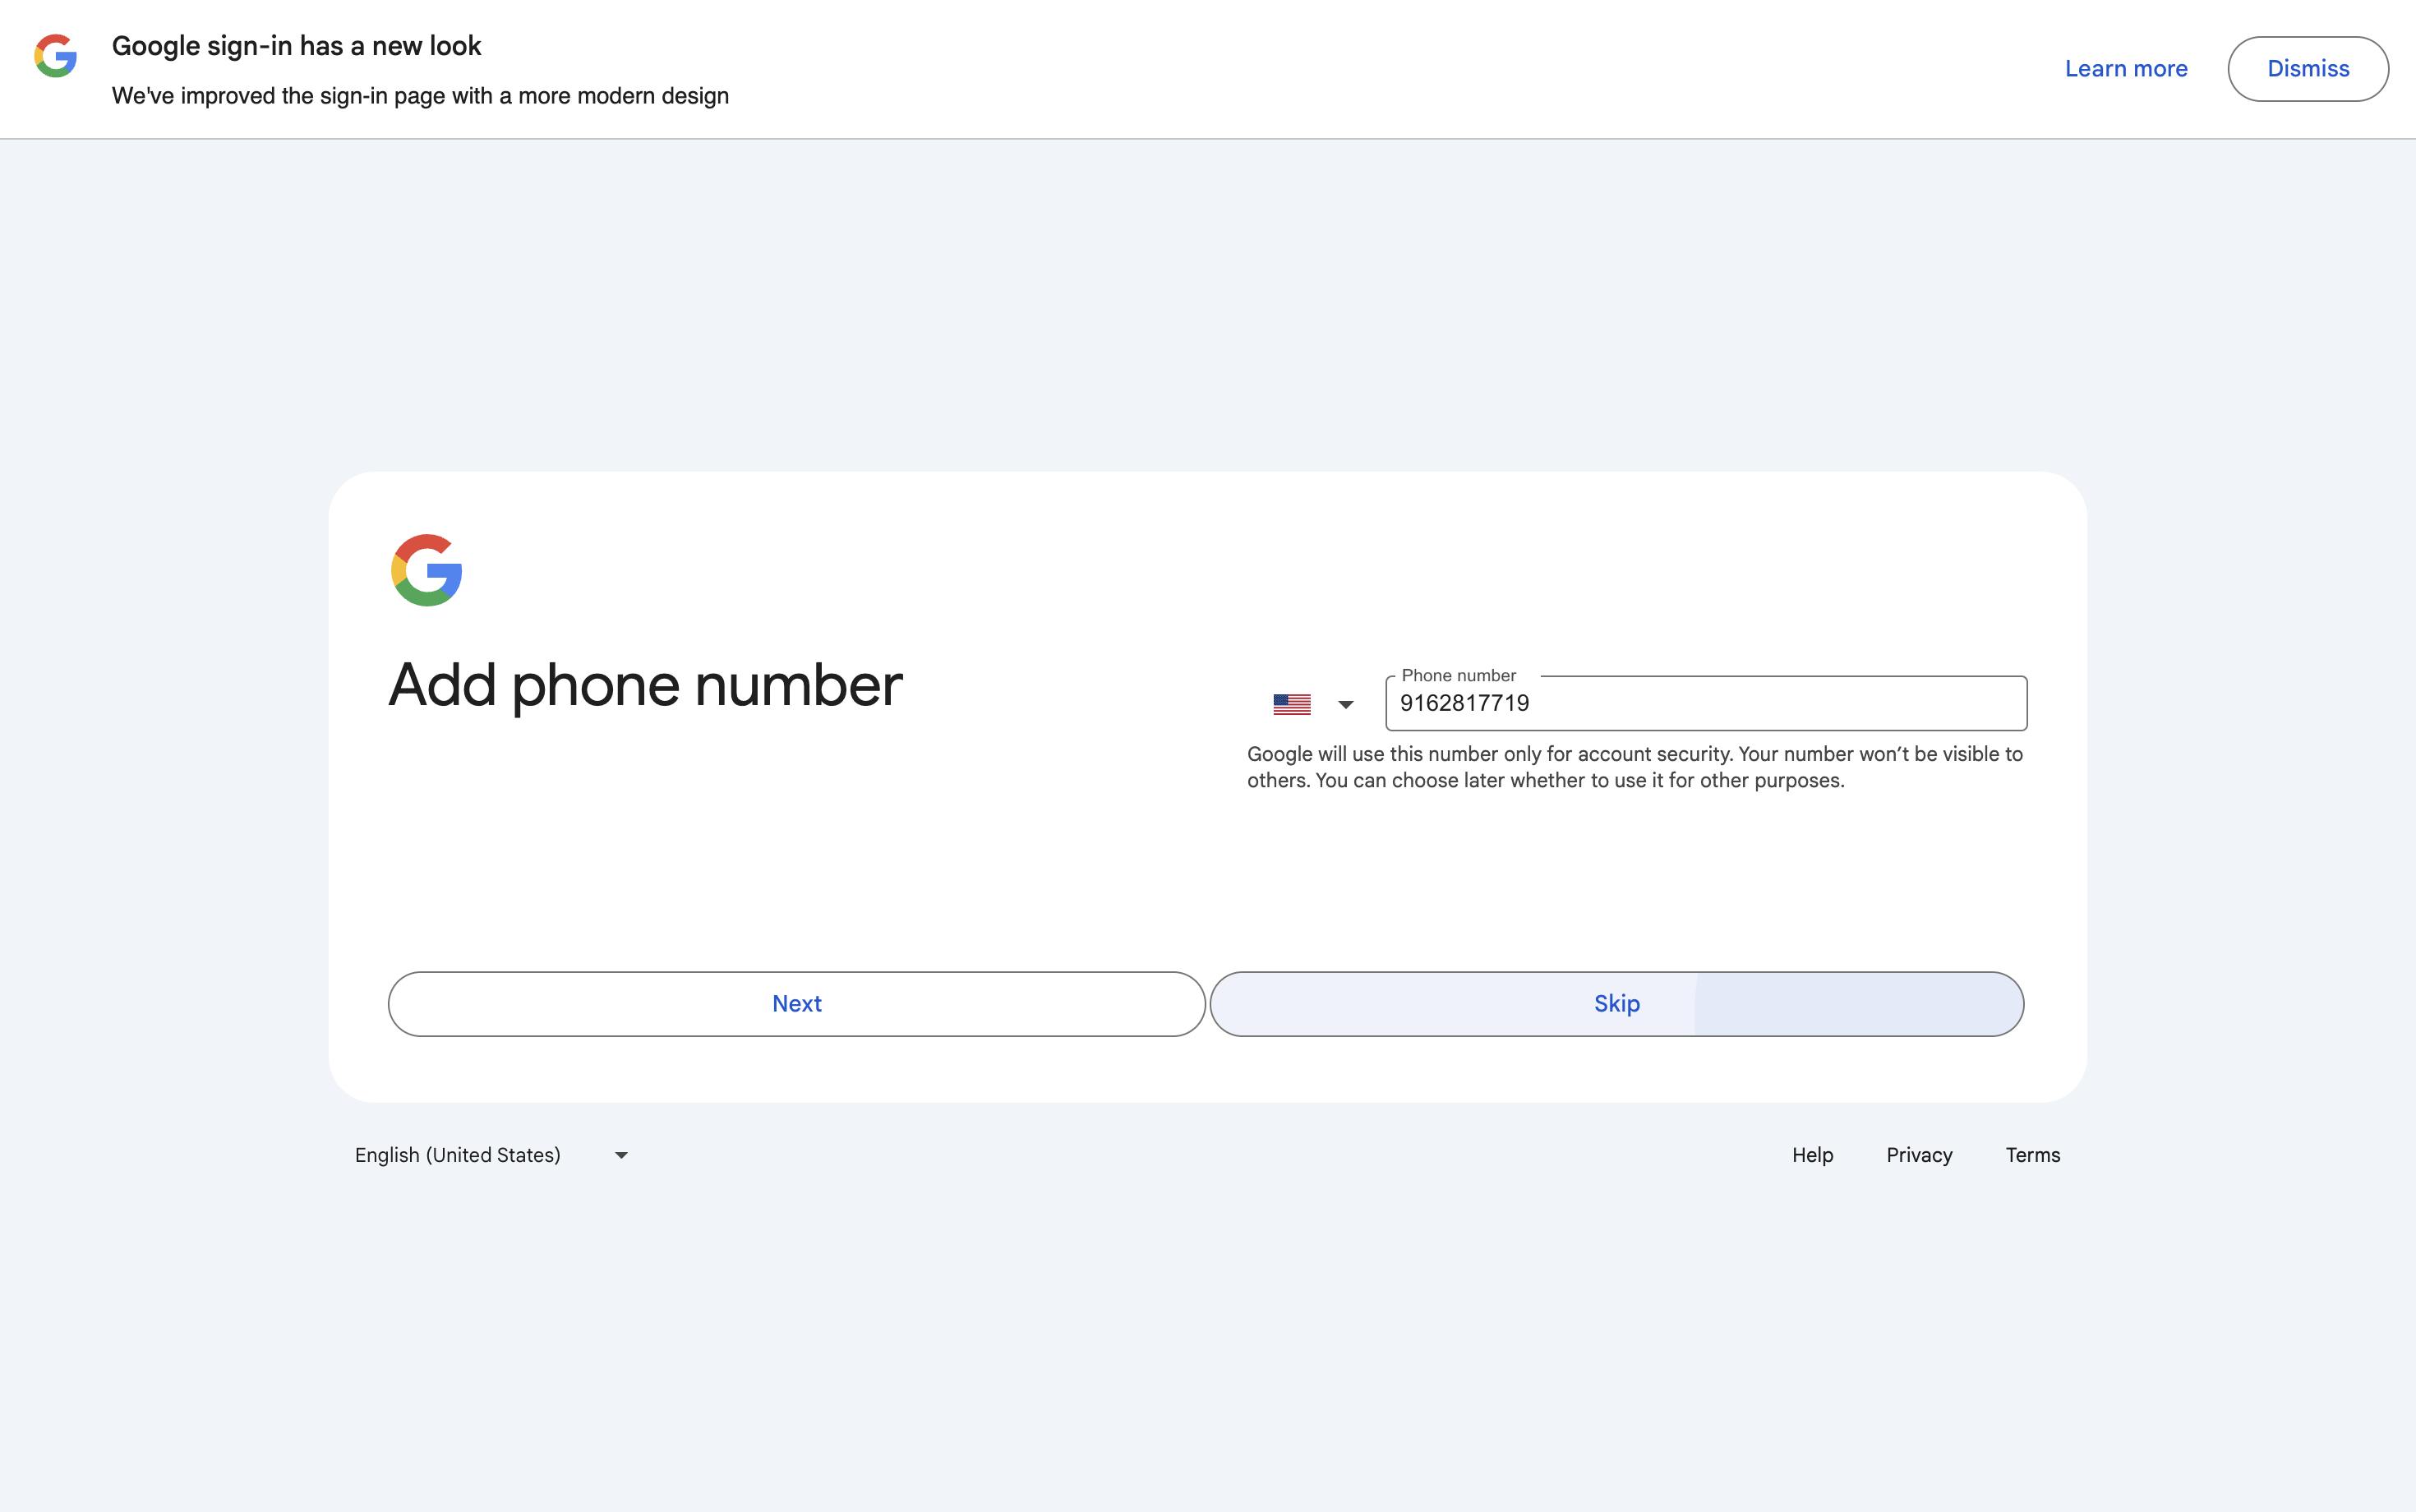 Google sign-in has a new look
We've improved the sign-in page with a more modern design
Learn more
Dismiss
Add phone number
Phone number
9162817719
Google will use this number only for account security. Your number won’t be visible to
others. You can choose later whether to use it for other purposes.
Next
Skip
English (United States)
Help
Privacy
Terms